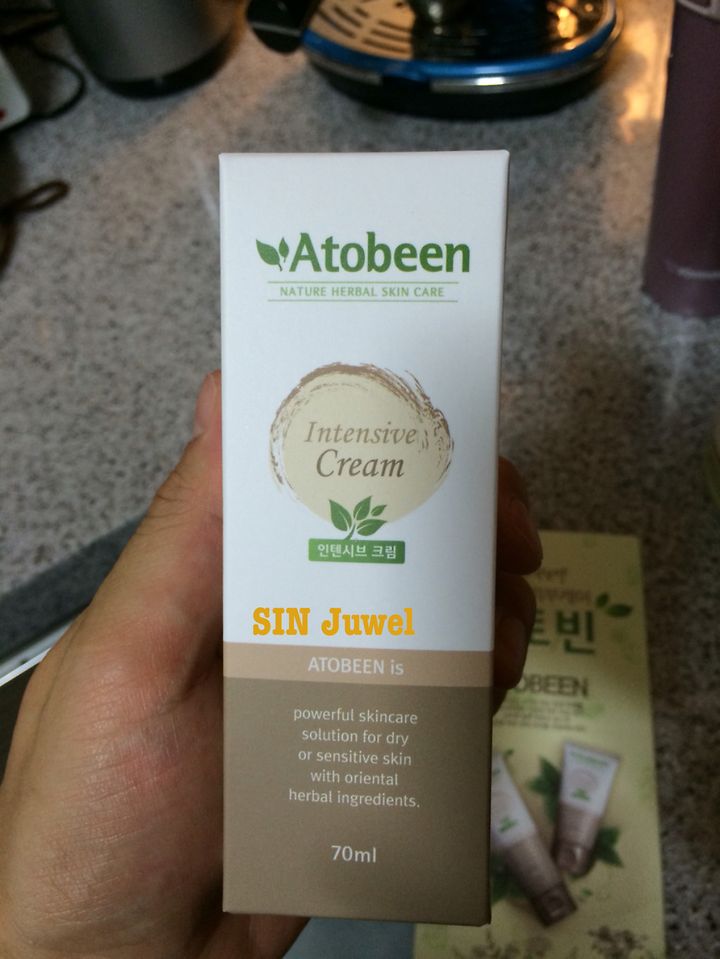 Atobeen
NATURE HERBAL SKIN CARE
Intensive
Cream
인텐시브 크림
SIN Juwel
ATOBEEN is
powerful skincare
solution for dry
or sensitive skin
with oriental
herbal ingredients.
70ml
빈
OBEEN
Atobeen